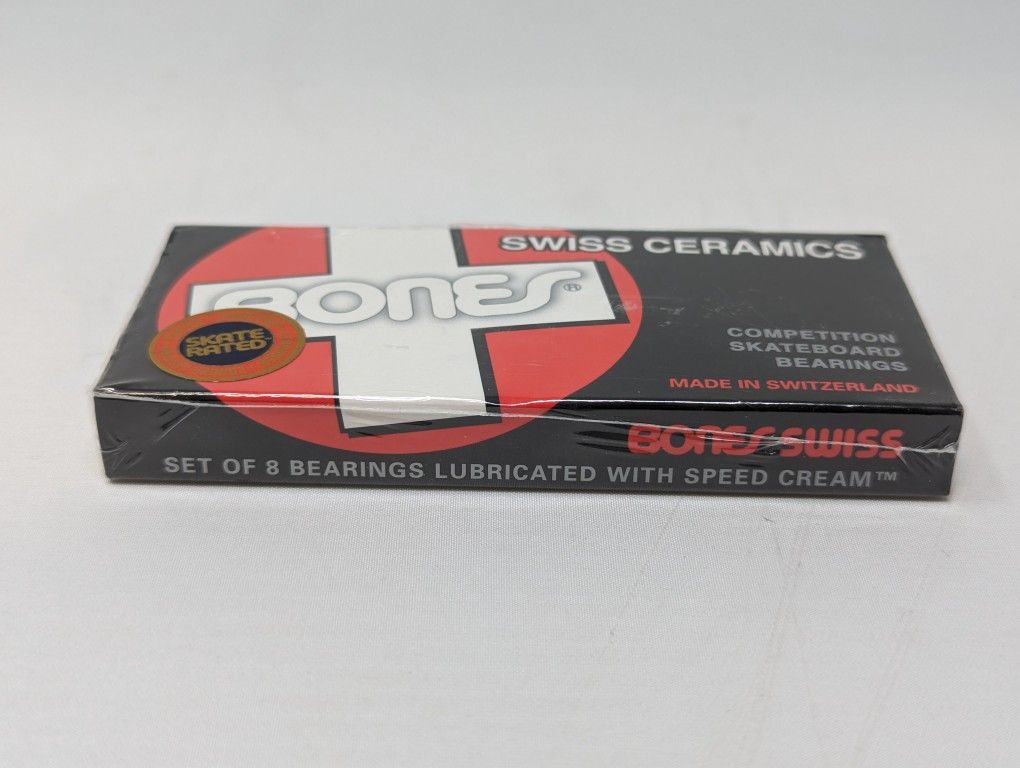 SWISS CERAMICS
BONES®
SKATE
RATED™
COMPETITION
SKATEBOARD
BEARINGS
MADE IN SWITZERLAND
BONES SWISS
SET OF 8 BEARINGS LUBRICATED WITH SPEED CREAM™